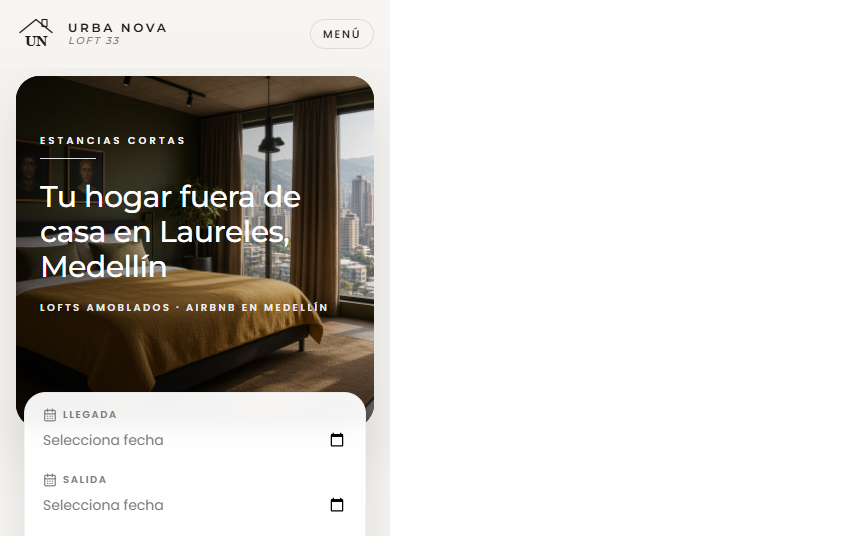 UN
URBA NOVA
LOFT 33
MENÚ
ESTANCIAS CORTAS
Tu hogar fuera de
casa en Laureles,
Medellín
LOFTS AMOBLADOS · AIRBNB EN MEDELLÍN
LLEGADA
Selecciona fecha
SALIDA
Selecciona fecha